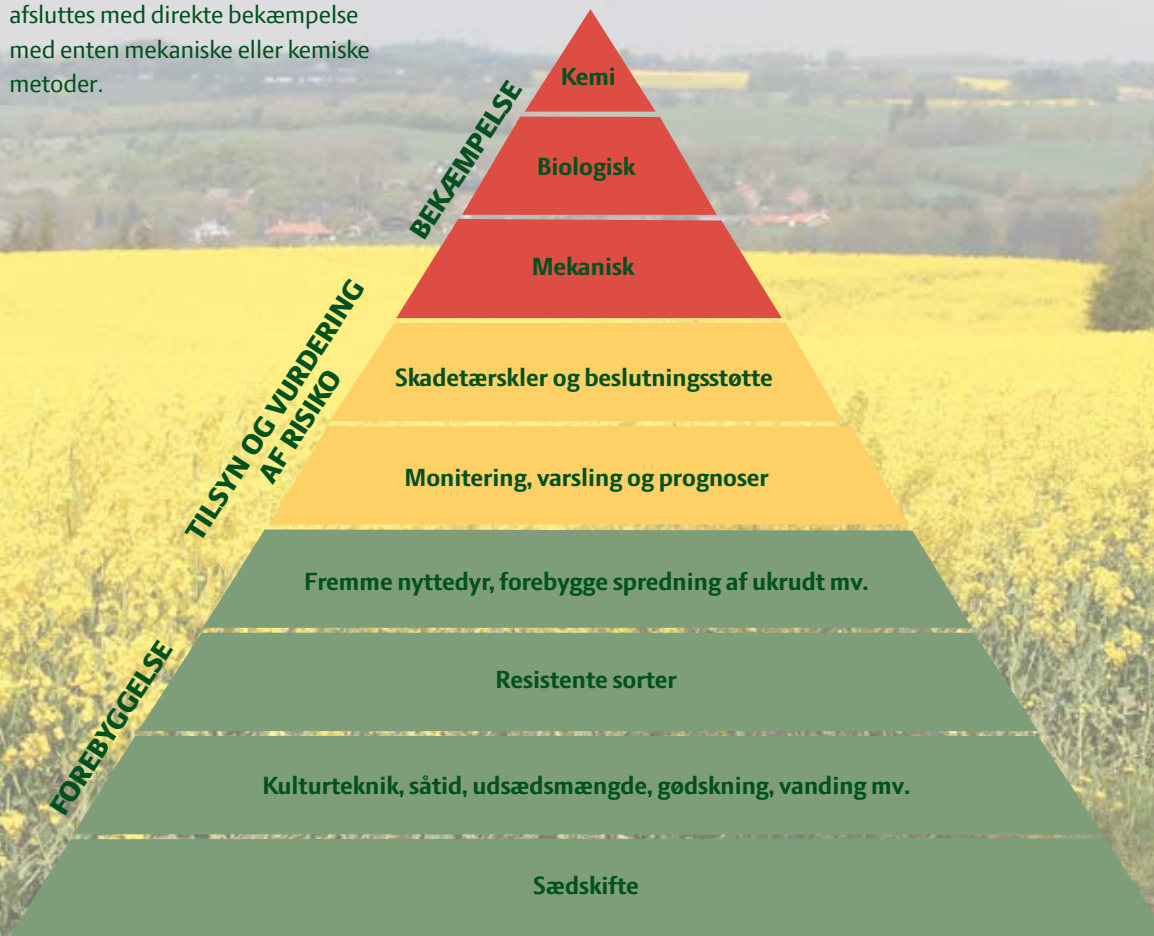 afsluttes med direkte bekæmpelse
med enten mekaniske eller kemiske
metoder.
BEKÆMPELSE
Kemi
Biologisk
Mekanisk
TILSYN OG VURDERING
AF RISIKO
Skadetærskler og beslutningsstøtte
Monitering, varsling og prognoser
FOREBYGGELSE
Fremme nyttedyr, forebygge spredning af ukrudt mv.
Resistente sorter
Kulturteknik, såtid, udsædsmængde, gødskning, vanding mv.
Sædskifte